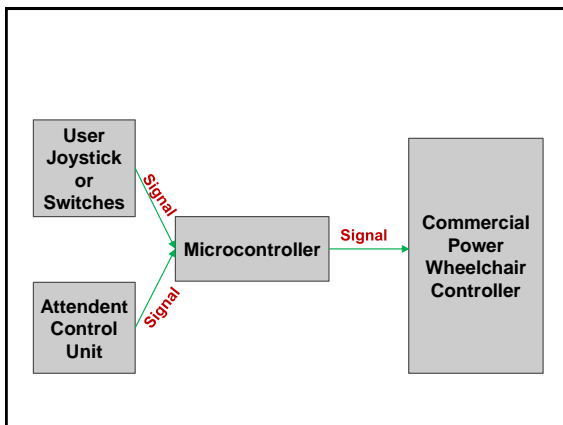 User
Joystick
or
Switches
Signal
Attendent
Control
Unit
Signal
Microcontroller
Signal
Commercial
Power
Wheelchair
Controller